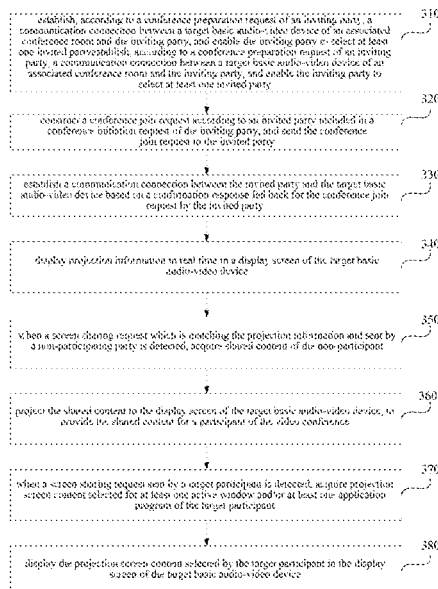 310
establish, according to a conference preparation request of an inviting party, a
communication connection between a target basic audio-video device of an associated
conference room and the inviting party, and enable the inviting party to select at least
one invited party establish, according to a conference preparation request of an inviting
party, a communication connection between a target basic audio-video device of an
associated conference room and the inviting party, and enable the inviting party to
select at least one invited party
320
construct a conference join request according to an invited party included in a
conference initiation request of the inviting party, and send the conference
join request to the invited party
330
establish a communication connection between the invited party and the target basic
audio-video device based on a confirmation response fed back for the conference join
request by the invited party
340
display projection information in real time in a display screen of the target basic
audio-video device
350
when a screen sharing request which is matching the projection information and sent by
a non-participating party is detected, acquire shared content of the non-participant
360
project the shared content to the display screen of the target basic audio-video device, to
provide the shared content for a participant of the video conference
370
when a screen sharing request sent by a target participant is detected, acquire projection
screen content selected for at least one active window and/or at least one application
program of the target participant
380
display the projection screen content selected by the target participant in the display
screen of the target basic audio-video device